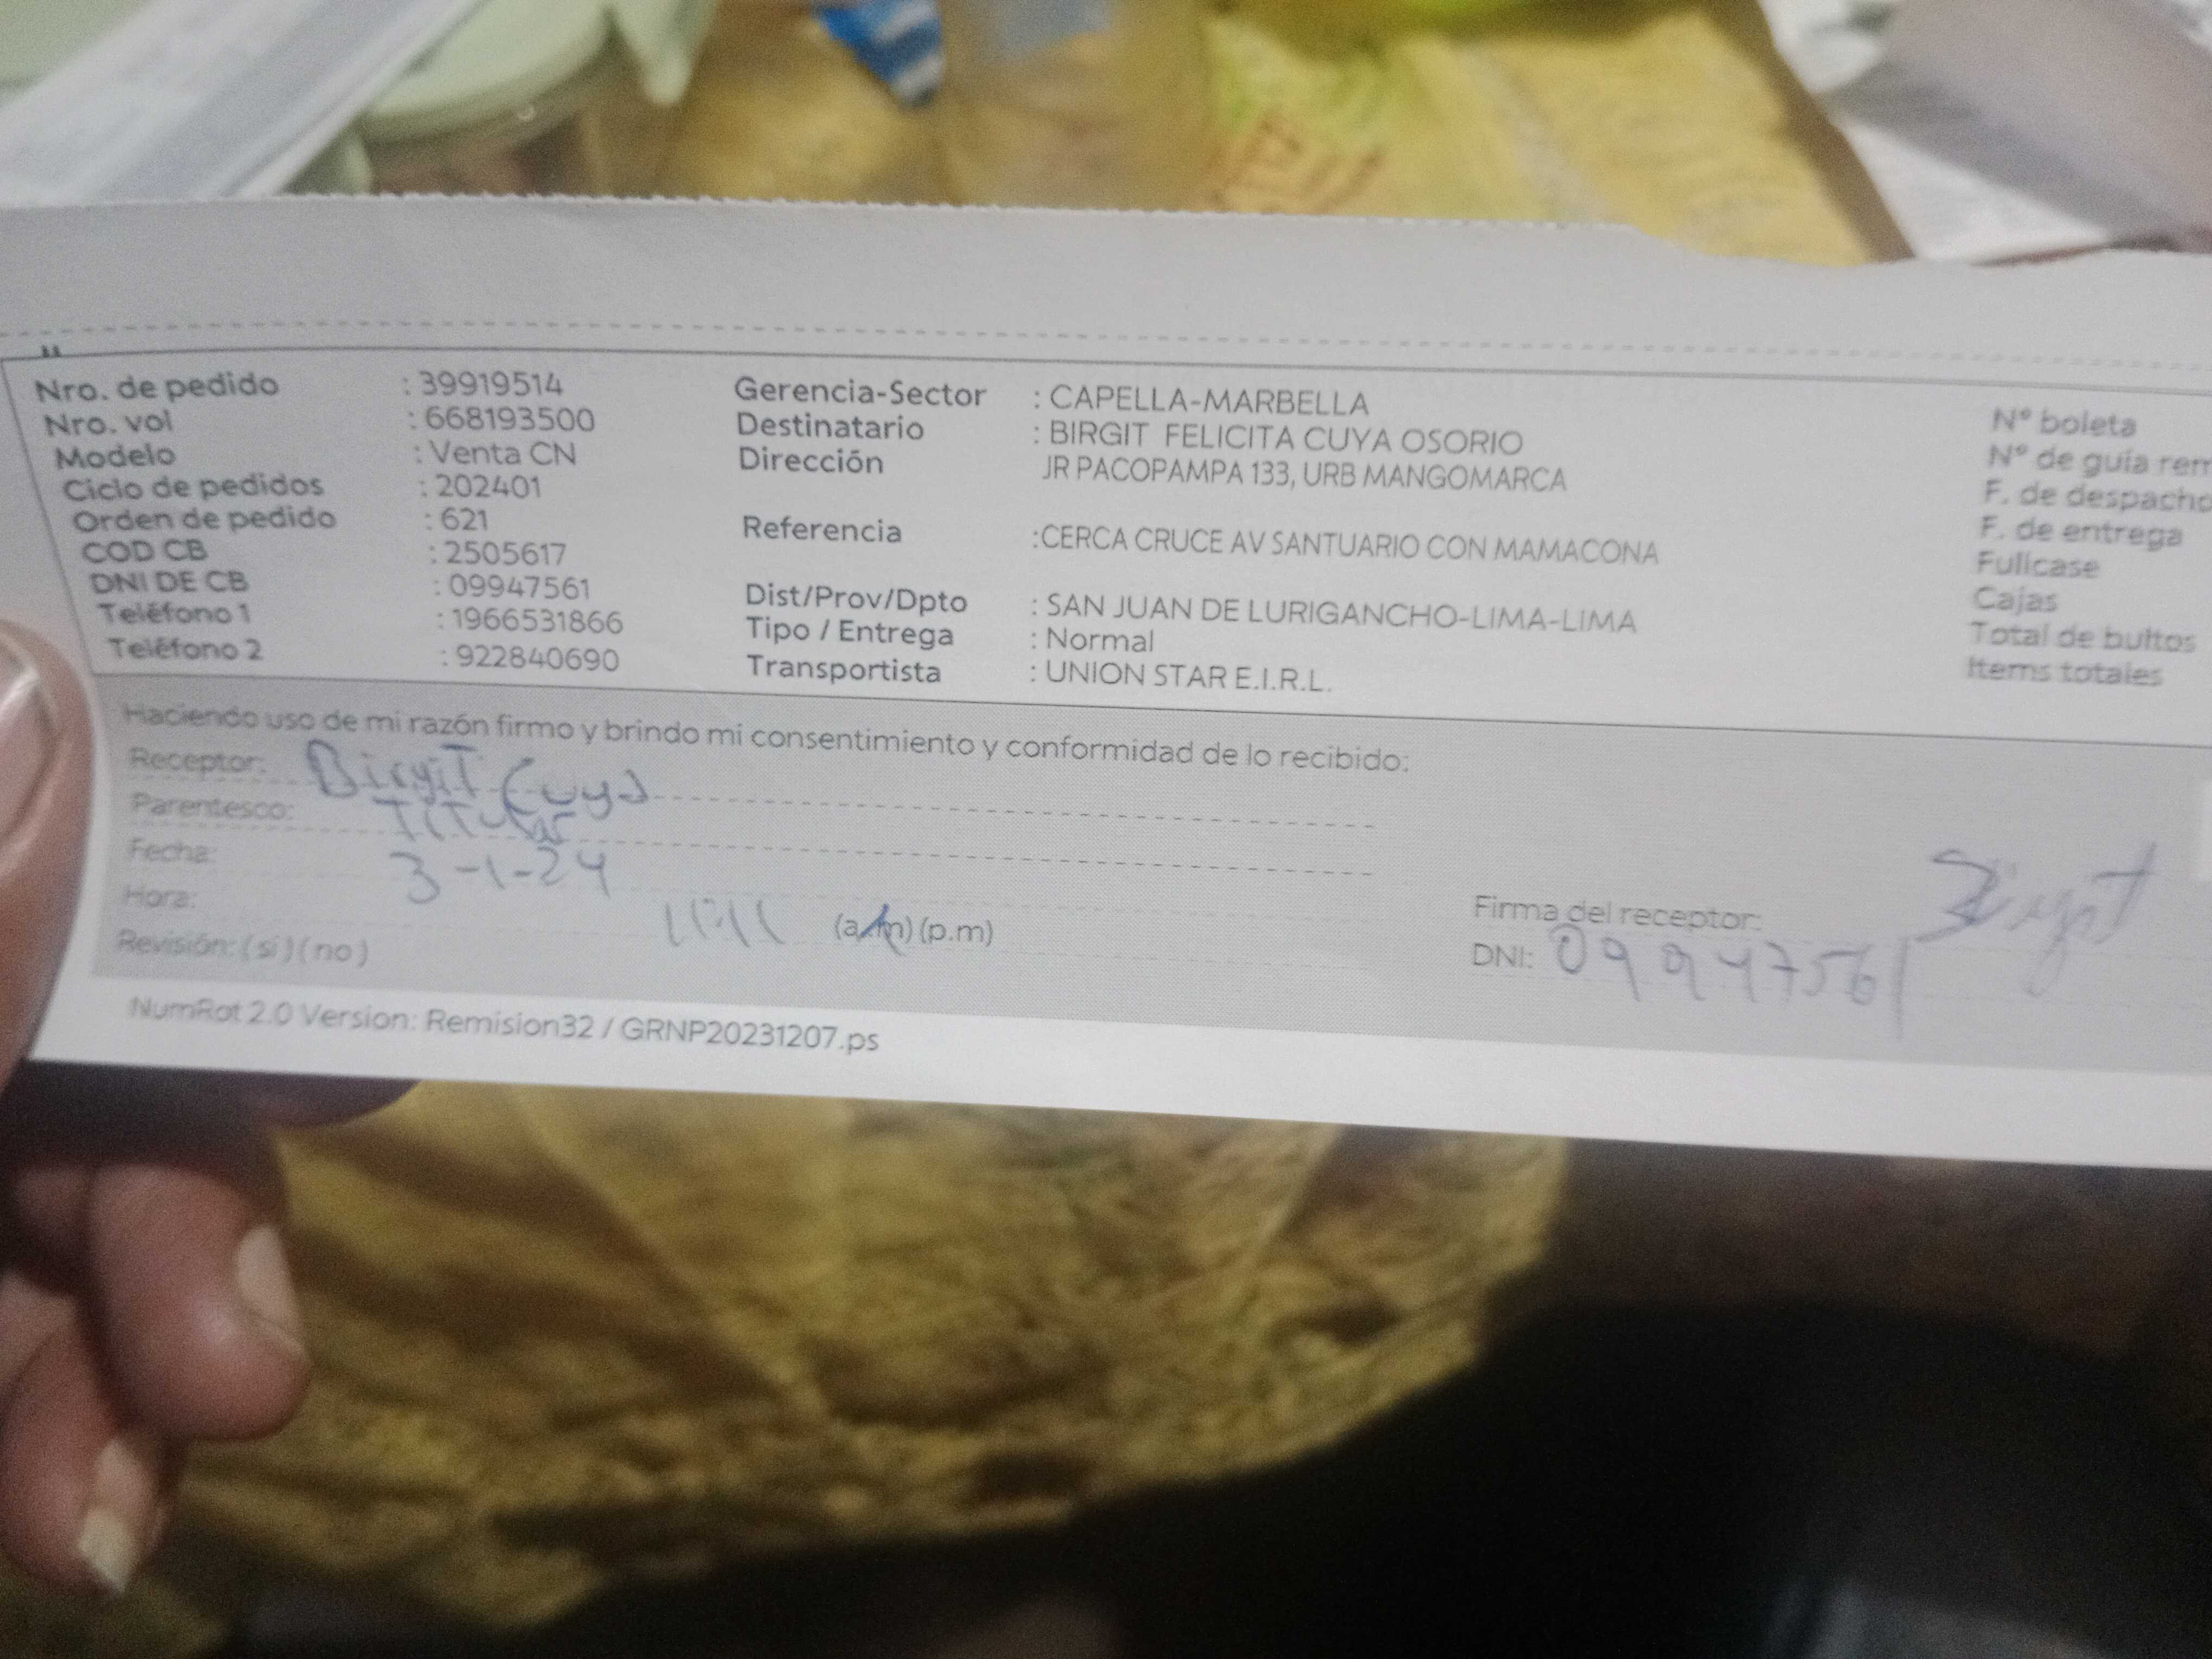 Nro. de pedido : 39919514
Nro. vol : 668193500
Modelo : Venta CN
Ciclo de pedidos : 202401
Orden de pedido : 621
COD CB : 2505617
DNI DE CB : 09947561
Teléfono 1 : 1966531866
Teléfono 2 : 922840690
Gerencia-Sector : CAPELLA-MARBELLA
Destinatario : BIRGIT FELICITA CUYA OSORIO
Dirección JR PACOPAMPA 133, URB MANGOMARCA
Referencia :CERCA CRUCE AV SANTUARIO CON MAMACONA
Dist/Prov/Dpto : SAN JUAN DE LURIGANCHO-LIMA-LIMA
Tipo / Entrega : Normal
Transportista : UNION STAR E.I.R.L.
N° boleta
N° de guía rem
F. de despacho
F. de entrega
Fullcase
Cajas
Total de bultos
Items totales
Haciendo uso de mi razón firmo y brindo mi consentimiento y conformidad de lo recibido:
Receptor: Birgit Cuya
Parentesco: Titular
Fecha: 3-1-24
Hora: (a.m) (p.m)
Revisión: (si) (no)
Firma del receptor: Birgit
DNI: 09947561
NumRot 2.0 Version: Remision32 / GRNP20231207.ps